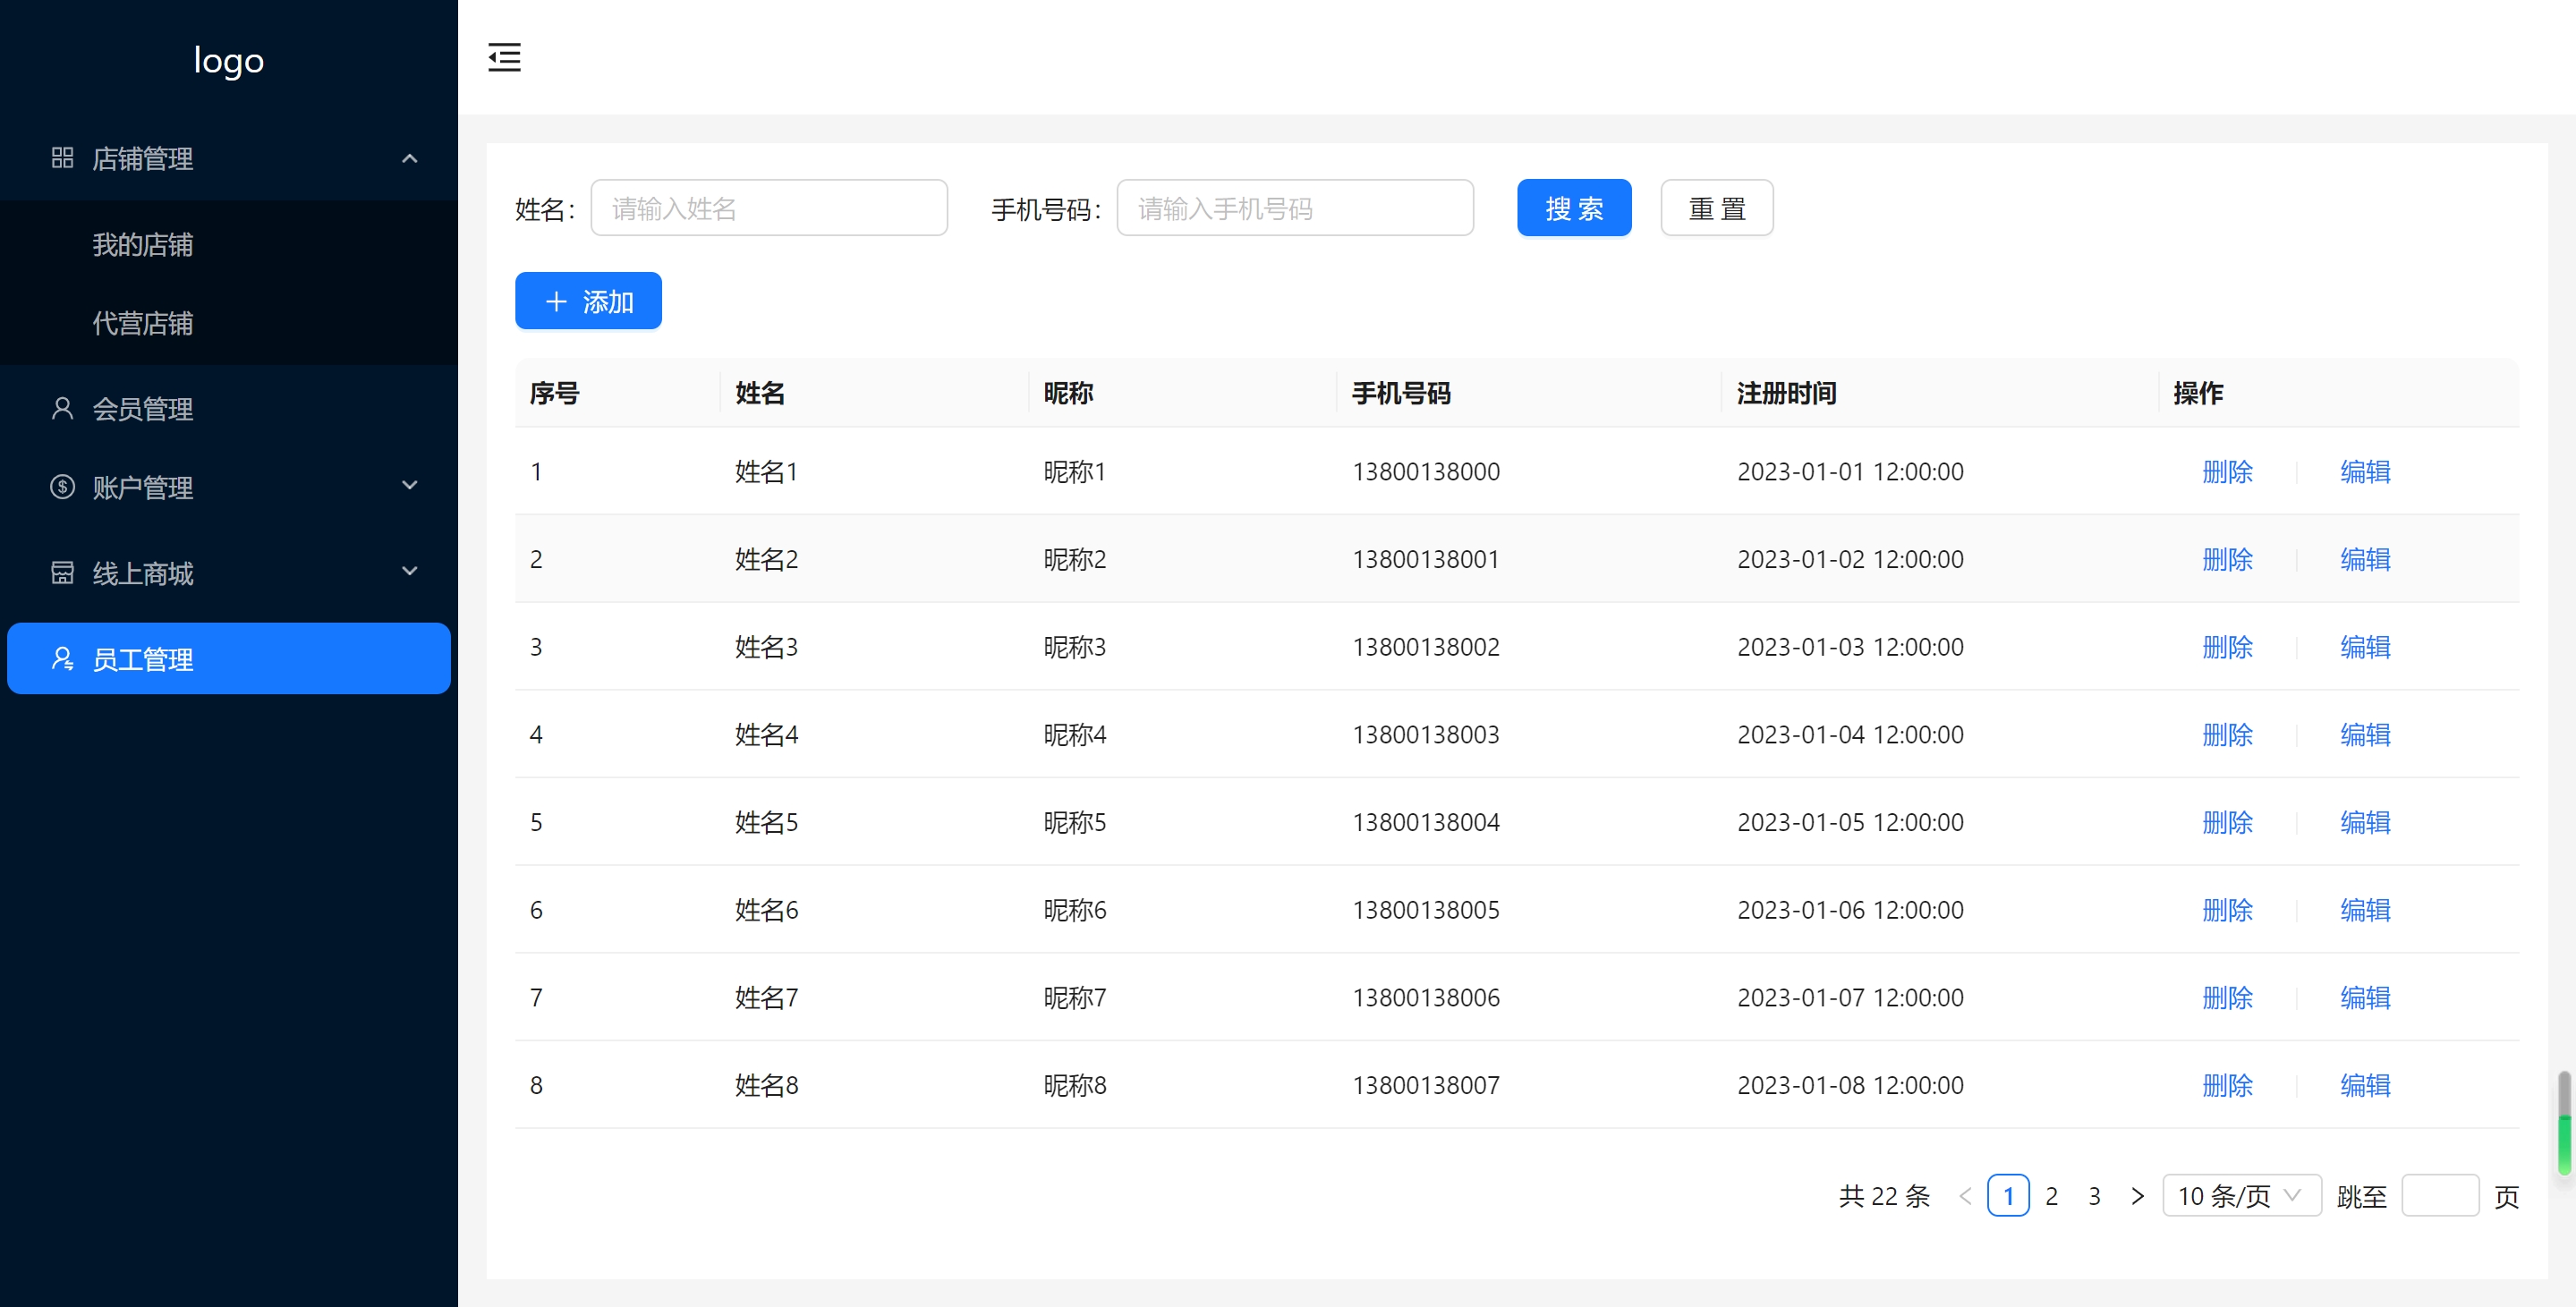 logo
店铺管理
我的店铺
代营店铺
会员管理
账户管理
线上商城
员工管理
姓名： 请输入姓名 手机号码： 请输入手机号码 搜 索 重 置
添加
序号 姓名 昵称 手机号码 注册时间 操作
1 姓名1 昵称1 13800138000 2023-01-01 12:00:00 删除 编辑
2 姓名2 昵称2 13800138001 2023-01-02 12:00:00 删除 编辑
3 姓名3 昵称3 13800138002 2023-01-03 12:00:00 删除 编辑
4 姓名4 昵称4 13800138003 2023-01-04 12:00:00 删除 编辑
5 姓名5 昵称5 13800138004 2023-01-05 12:00:00 删除 编辑
6 姓名6 昵称6 13800138005 2023-01-06 12:00:00 删除 编辑
7 姓名7 昵称7 13800138006 2023-01-07 12:00:00 删除 编辑
8 姓名8 昵称8 13800138007 2023-01-08 12:00:00 删除 编辑
共 22 条 < 1 2 3 > 10 条/页 跳至 页